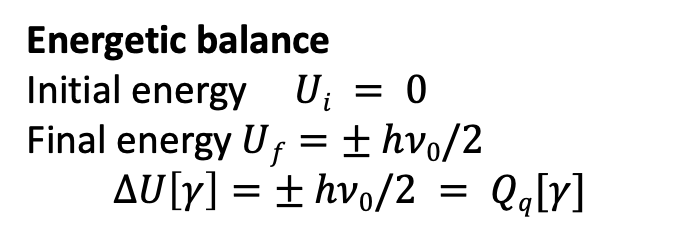 Energetic balance
Initial energy U_i = 0
Final energy U_f = ± hν₀/2
ΔU[γ] = ± hν₀/2 = Q_q[γ]